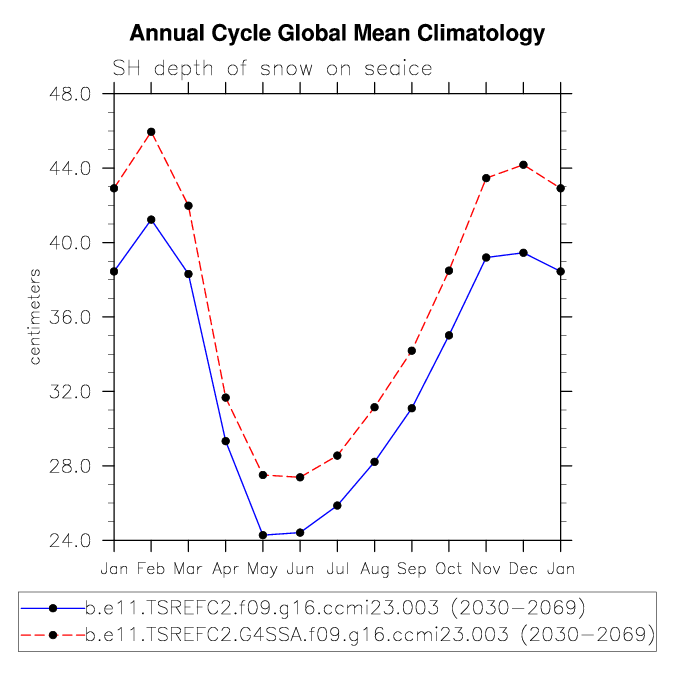 Annual Cycle Global Mean Climatology
SH depth of snow on seaice
48.0
44.0
40.0
36.0
32.0
28.0
24.0
centimeters
Jan Feb Mar Apr May Jun Jul Aug Sep Oct Nov Dec Jan
b.e11.TSREFC2.f09.g16.ccmi23.003 (2030-2069)
b.e11.TSREFC2.G4SSA.f09.g16.ccmi23.003 (2030-2069)